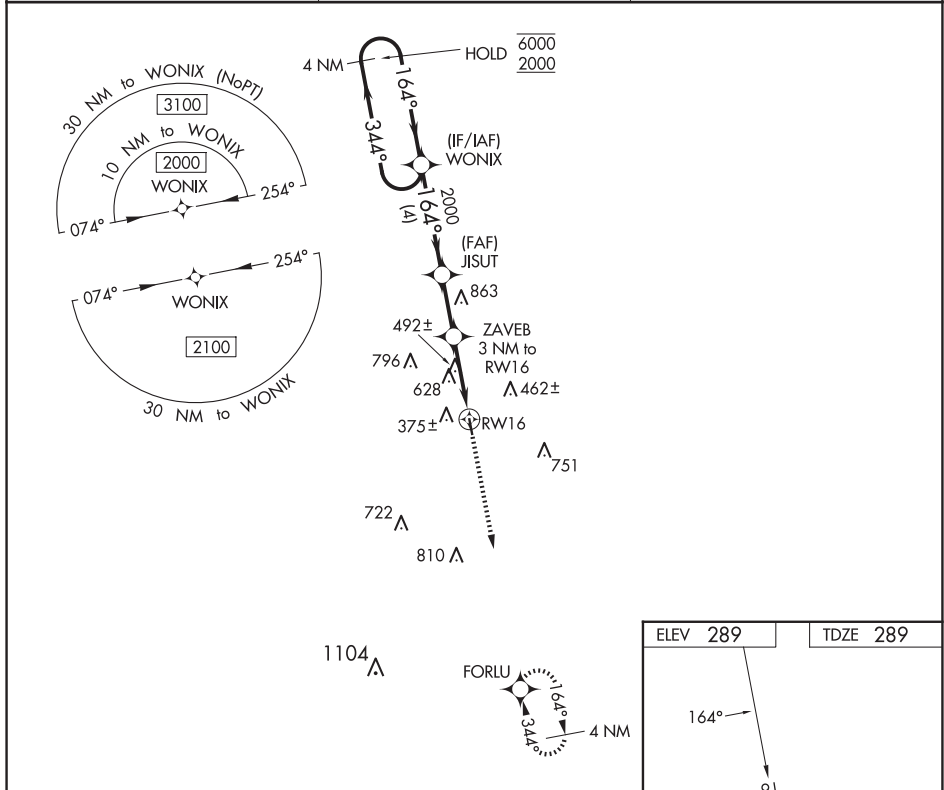 30 NM to WONIX (NoPT)
3100
10 NM to WONIX
2000
WONIX
074°
254°
074°
254°
WONIX
2100
30 NM to WONIX
4 NM
HOLD
6000
2000
164°
344°
(IF/IAF)
WONIX
2000
164°
(4)
(FAF)
JISUT
863
492±
ZAVEB
3 NM to
RW16
796
628
462±
375±
RW16
751
722
810
1104
FORLU
164°
344°
4 NM
ELEV 289
TDZE 289
164°